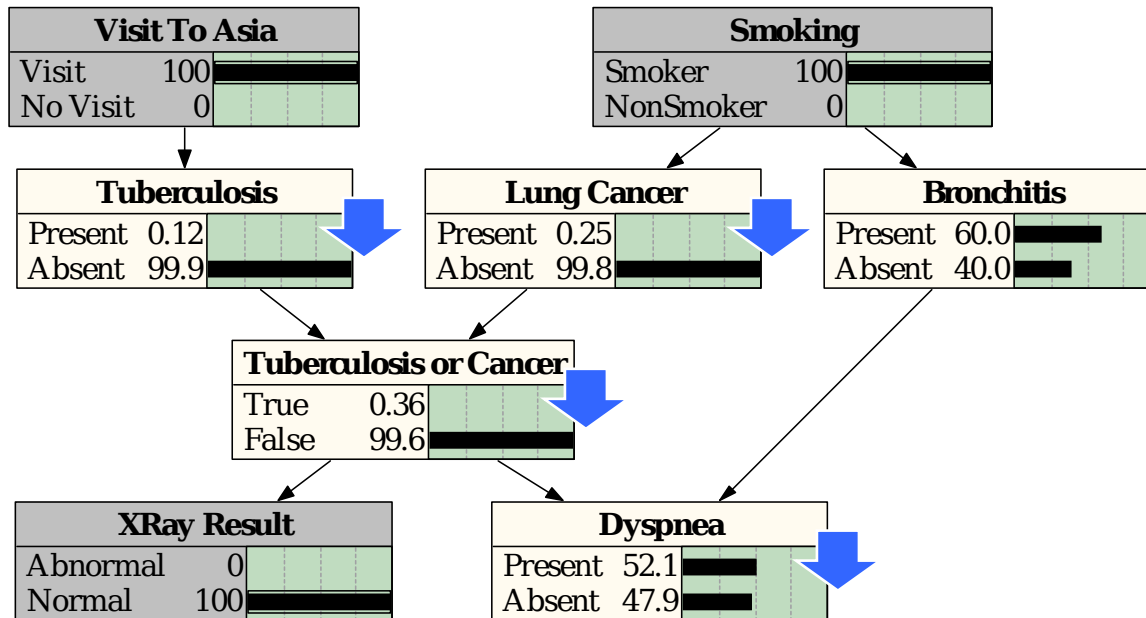 Visit To Asia
Visit 100
No Visit 0
Smoking
Smoker 100
NonSmoker 0
Tuberculosis
Present 0.12
Absent 99.9
Lung Cancer
Present 0.25
Absent 99.8
Bronchitis
Present 60.0
Absent 40.0
Tuberculosis or Cancer
True 0.36
False 99.6
XRay Result
Abnormal 0
Normal 100
Dyspnea
Present 52.1
Absent 47.9